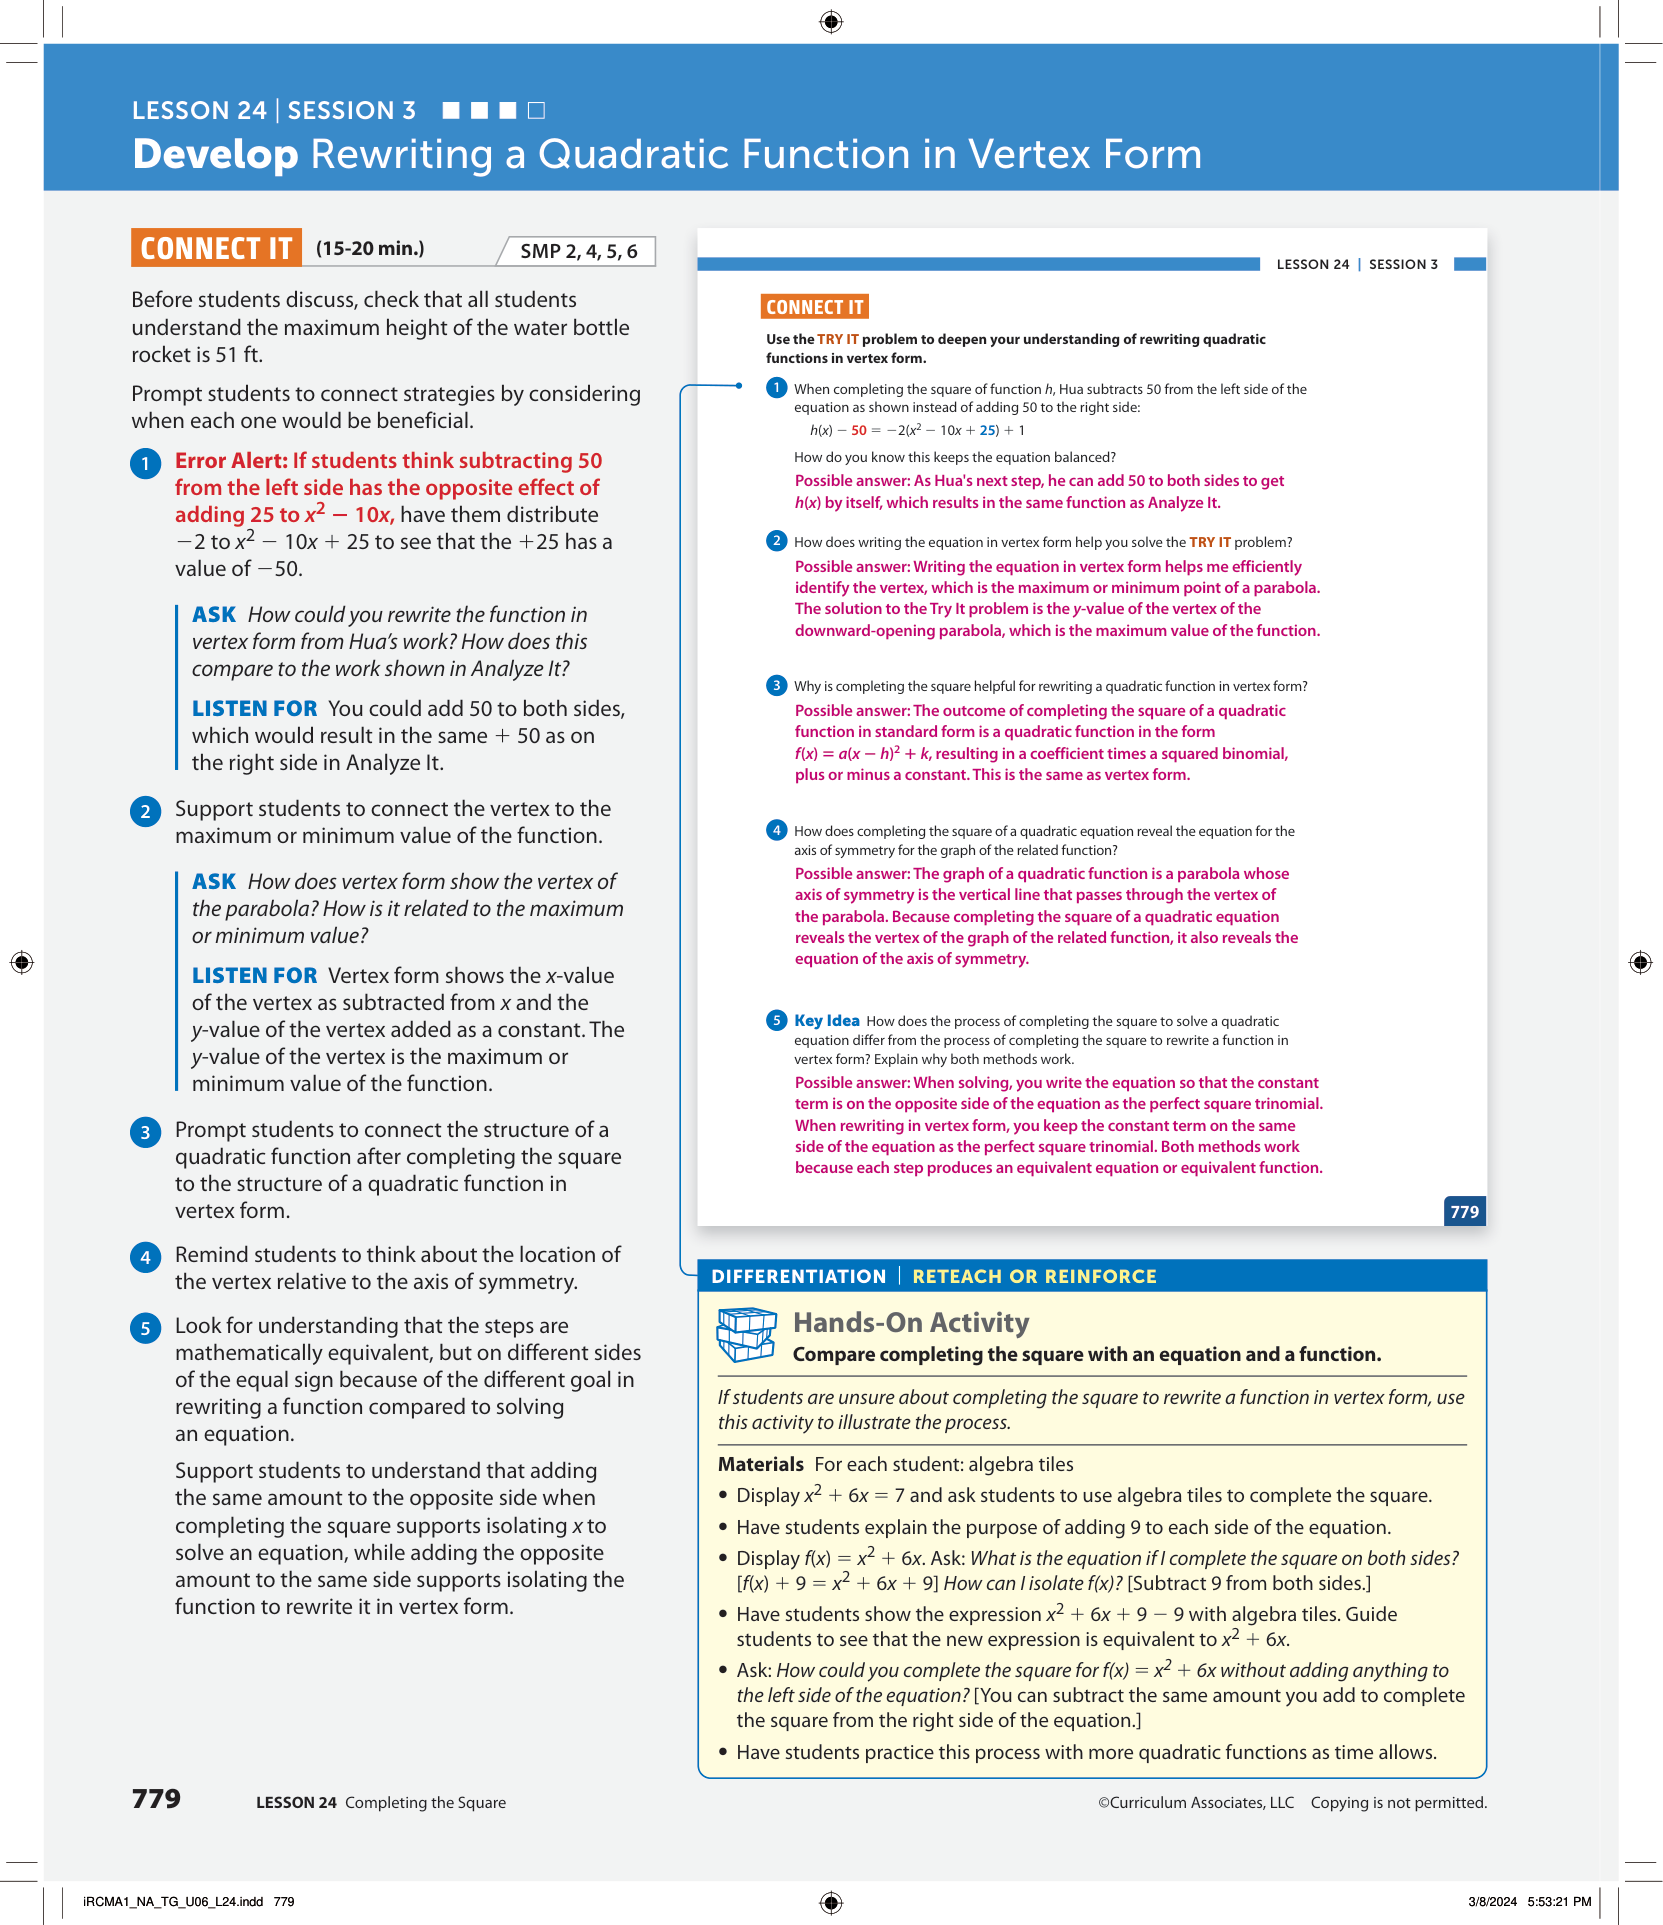 LESSON 24 | SESSION 3
Develop Rewriting a Quadratic Function in Vertex Form
CONNECT IT (15-20 min.) SMP 2, 4, 5, 6
Before students discuss, check that all students
understand the maximum height of the water bottle
rocket is 51 ft.
Prompt students to connect strategies by considering
when each one would be beneficial.
1 Error Alert: If students think subtracting 50
from the left side has the opposite effect of
adding 25 to x² − 10x, have them distribute
−2 to x² − 10x + 25 to see that the +25 has a
value of −50.
ASK How could you rewrite the function in
vertex form from Hua’s work? How does this
compare to the work shown in Analyze It?
LISTEN FOR You could add 50 to both sides,
which would result in the same + 50 as on
the right side in Analyze It.
2 Support students to connect the vertex to the
maximum or minimum value of the function.
ASK How does vertex form show the vertex of
the parabola? How is it related to the maximum
or minimum value?
LISTEN FOR Vertex form shows the x-value
of the vertex as subtracted from x and the
y-value of the vertex added as a constant. The
y-value of the vertex is the maximum or
minimum value of the function.
3 Prompt students to connect the structure of a
quadratic function after completing the square
to the structure of a quadratic function in
vertex form.
4 Remind students to think about the location of
the vertex relative to the axis of symmetry.
5 Look for understanding that the steps are
mathematically equivalent, but on different sides
of the equal sign because of the different goal in
rewriting a function compared to solving
an equation.
Support students to understand that adding
the same amount to the opposite side when
completing the square supports isolating x to
solve an equation, while adding the opposite
amount to the same side supports isolating the
function to rewrite it in vertex form.
LESSON 24 | SESSION 3
CONNECT IT
Use the TRY IT problem to deepen your understanding of rewriting quadratic
functions in vertex form.
1 When completing the square of function h, Hua subtracts 50 from the left side of the
equation as shown instead of adding 50 to the right side:
h(x) − 50 = −2(x² − 10x + 25) + 1
How do you know this keeps the equation balanced?
Possible answer: As Hua's next step, he can add 50 to both sides to get
h(x) by itself, which results in the same function as Analyze It.
2 How does writing the equation in vertex form help you solve the TRY IT problem?
Possible answer: Writing the equation in vertex form helps me efficiently
identify the vertex, which is the maximum or minimum point of a parabola.
The solution to the Try It problem is the y-value of the vertex of the
downward-opening parabola, which is the maximum value of the function.
3 Why is completing the square helpful for rewriting a quadratic function in vertex form?
Possible answer: The outcome of completing the square of a quadratic
function in standard form is a quadratic function in the form
f(x) = a(x − h)² + k, resulting in a coefficient times a squared binomial,
plus or minus a constant. This is the same as vertex form.
4 How does completing the square of a quadratic equation reveal the equation for the
axis of symmetry for the graph of the related function?
Possible answer: The graph of a quadratic function is a parabola whose
axis of symmetry is the vertical line that passes through the vertex of
the parabola. Because completing the square of a quadratic equation
reveals the vertex of the graph of the related function, it also reveals the
equation of the axis of symmetry.
5 Key Idea How does the process of completing the square to solve a quadratic
equation differ from the process of completing the square to rewrite a function in
vertex form? Explain why both methods work.
Possible answer: When solving, you write the equation so that the constant
term is on the opposite side of the equation as the perfect square trinomial.
When rewriting in vertex form, you keep the constant term on the same
side of the equation as the perfect square trinomial. Both methods work
because each step produces an equivalent equation or equivalent function.
779
DIFFERENTIATION | RETEACH OR REINFORCE
Hands-On Activity
Compare completing the square with an equation and a function.
If students are unsure about completing the square to rewrite a function in vertex form, use
this activity to illustrate the process.
Materials For each student: algebra tiles
• Display x² + 6x = 7 and ask students to use algebra tiles to complete the square.
• Have students explain the purpose of adding 9 to each side of the equation.
• Display f(x) = x² + 6x. Ask: What is the equation if I complete the square on both sides?
[f(x) + 9 = x² + 6x + 9] How can I isolate f(x)? [Subtract 9 from both sides.]
• Have students show the expression x² + 6x + 9 − 9 with algebra tiles. Guide
students to see that the new expression is equivalent to x² + 6x.
• Ask: How could you complete the square for f(x) = x² + 6x without adding anything to
the left side of the equation? [You can subtract the same amount you add to complete
the square from the right side of the equation.]
• Have students practice this process with more quadratic functions as time allows.
779 LESSON 24 Completing the Square
©Curriculum Associates, LLC Copying is not permitted.
iRCMA1_NA_TG_U06_L24.indd 779
3/8/2024 5:53:21 PM